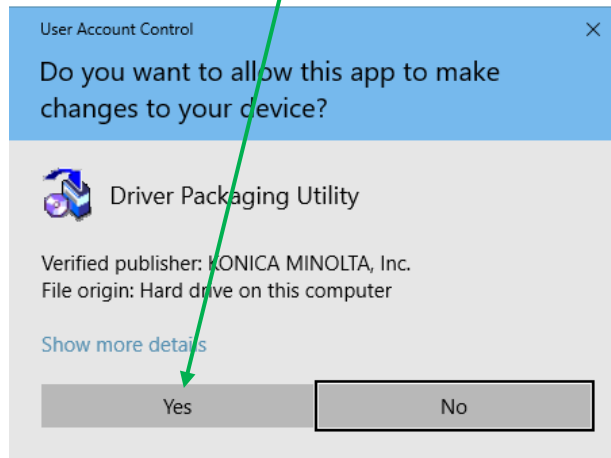 User Account Control
Do you want to allow this app to make
changes to your device?
Driver Packaging Utility
Verified publisher: KONICA MINOLTA, Inc.
File origin: Hard drive on this computer
Show more details
Yes
No